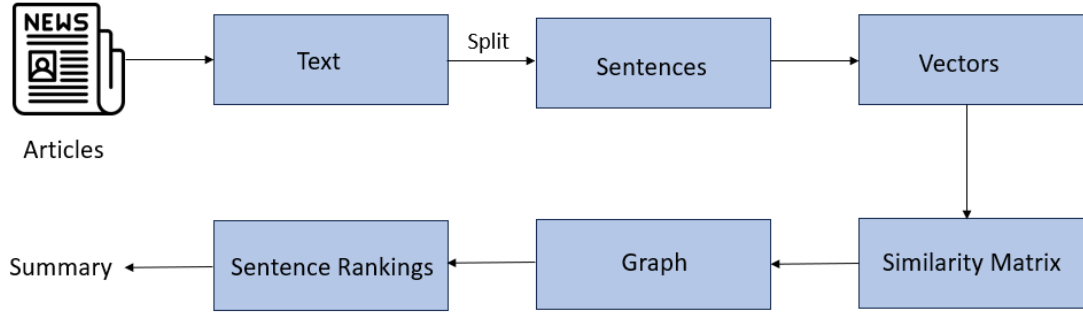 NEWS
Text
Split
Sentences
Vectors
Articles
Summary
Sentence Rankings
Graph
Similarity Matrix